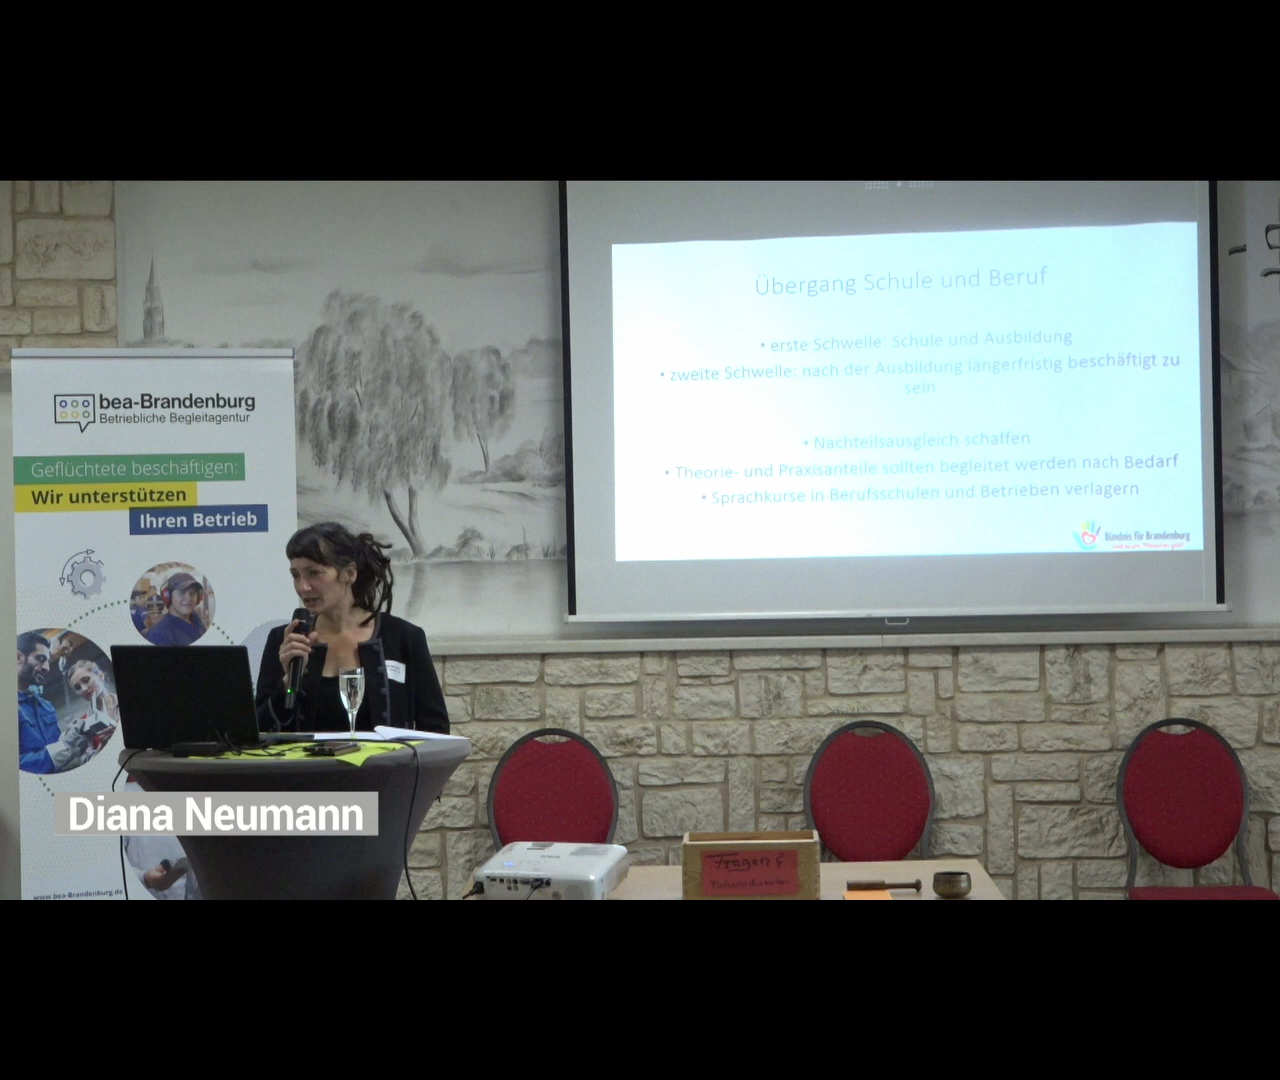 Übergang Schule und Beruf
• erste Schwelle: Schule und Ausbildung
• zweite Schwelle: nach der Ausbildung längerfristig beschäftigt zu
sein
• Nachteilsausgleich schaffen
• Theorie- und Praxisanteile sollten begleitet werden nach Bedarf
• Sprachkurse in Berufsschulen und Betrieben verlagern
Bündnis für Brandenburg
bea-Brandenburg
Betriebliche Begleitagentur
Geflüchtete beschäftigen:
Wir unterstützen
Ihren Betrieb
Diana Neumann
www.bea-Brandenburg.de
Fragen?